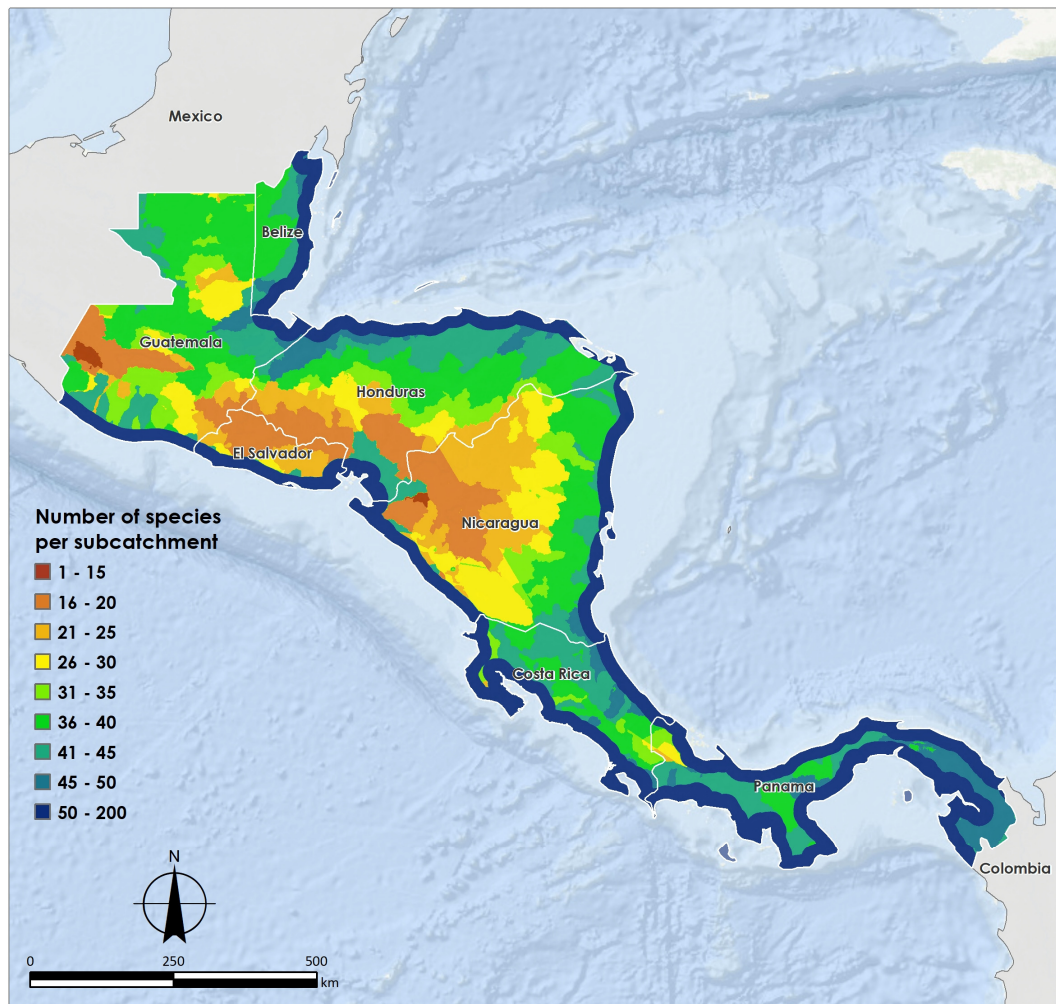 Mexico
Belize
Guatemala
Honduras
El Salvador
Nicaragua
Number of species
per subcatchment
1 - 15
16 - 20
21 - 25
26 - 30
31 - 35
36 - 40
41 - 45
45 - 50
50 - 200
Costa Rica
Panama
Colombia
N
0 250 500
km